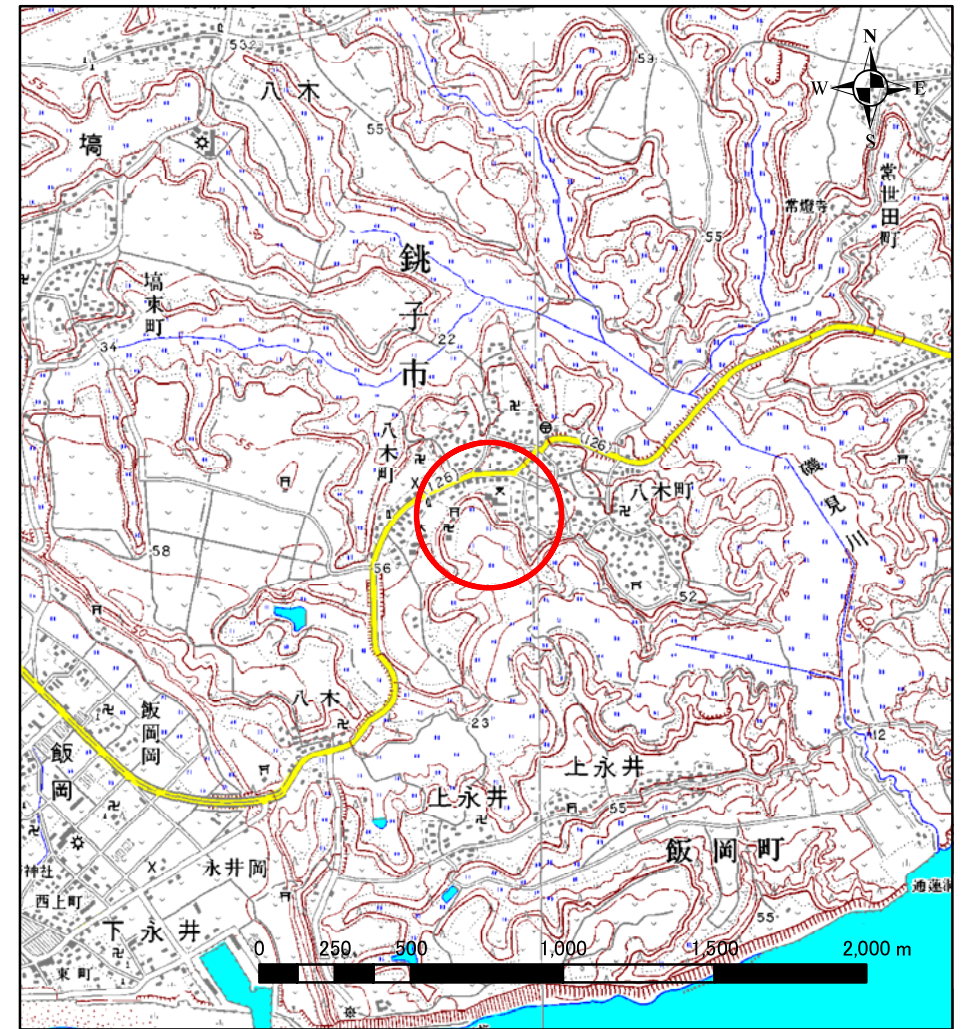 532
53
N
W
E
S
八木
55
55
塙
常世田町
常燈寺
55
銚子市
塙東町
34
22
八木町
126
126
八木町
磯見川
58
56
52
八木
23
12
飯岡岡
飯岡
上永井
上永井
55
飯岡町
永井岡
神社
西上町
下永井
東町
通蓮洞
55
0 250 500 1,000 1,500 2,000 m